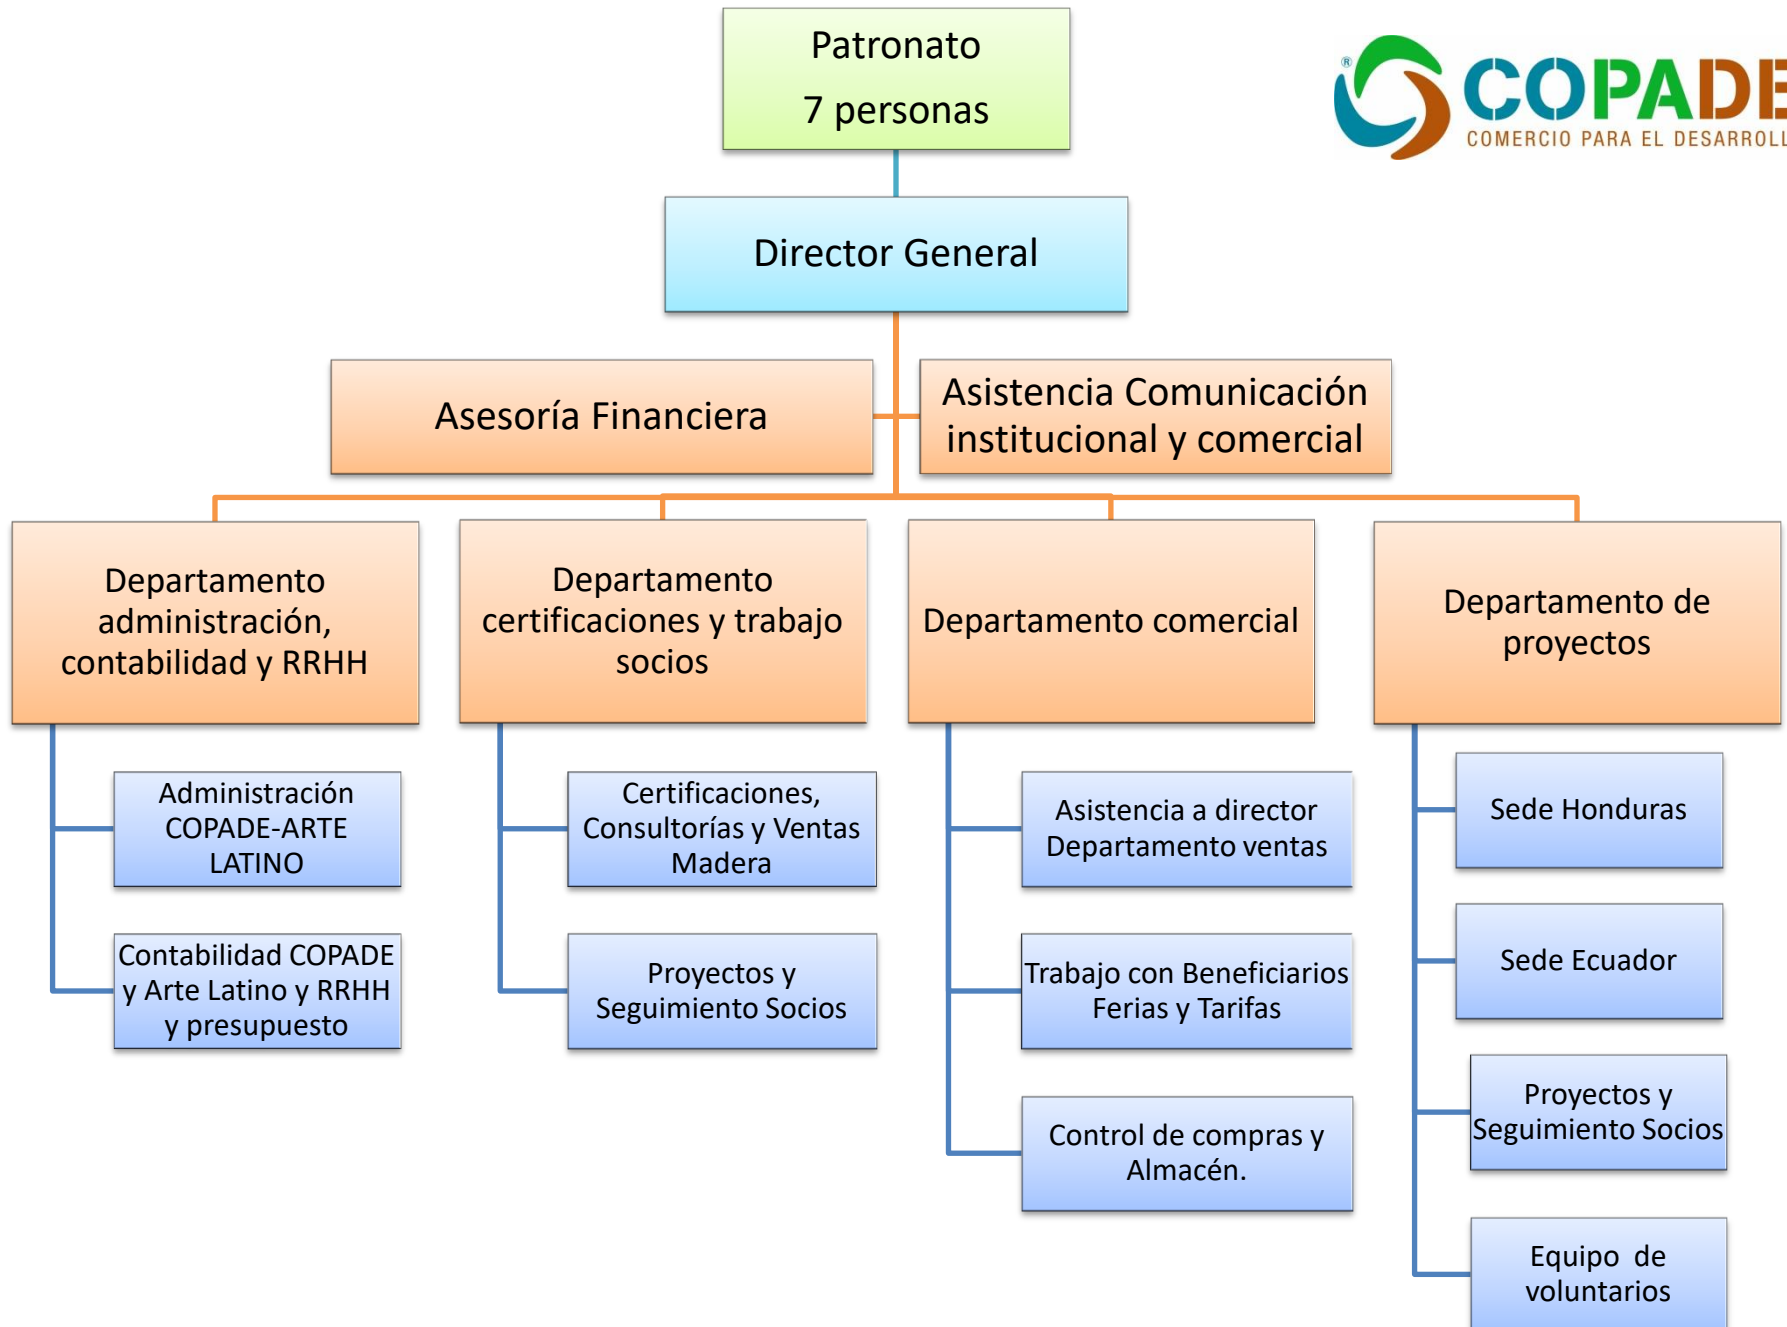 Patronato
7 personas
®
COPADE
COMERCIO PARA EL DESARROLL
Director General
Asesoría Financiera
Asistencia Comunicación
institucional y comercial
Departamento
administración,
contabilidad y RRHH
Departamento
certificaciones y trabajo
socios
Departamento comercial
Departamento de
proyectos
Administración
COPADE-ARTE
LATINO
Contabilidad COPADE
y Arte Latino y RRHH
y presupuesto
Certificaciones,
Consultorías y Ventas
Madera
Proyectos y
Seguimiento Socios
Asistencia a director
Departamento ventas
Trabajo con Beneficiarios
Ferias y Tarifas
Control de compras y
Almacén.
Sede Honduras
Sede Ecuador
Proyectos y
Seguimiento Socios
Equipo de
voluntarios